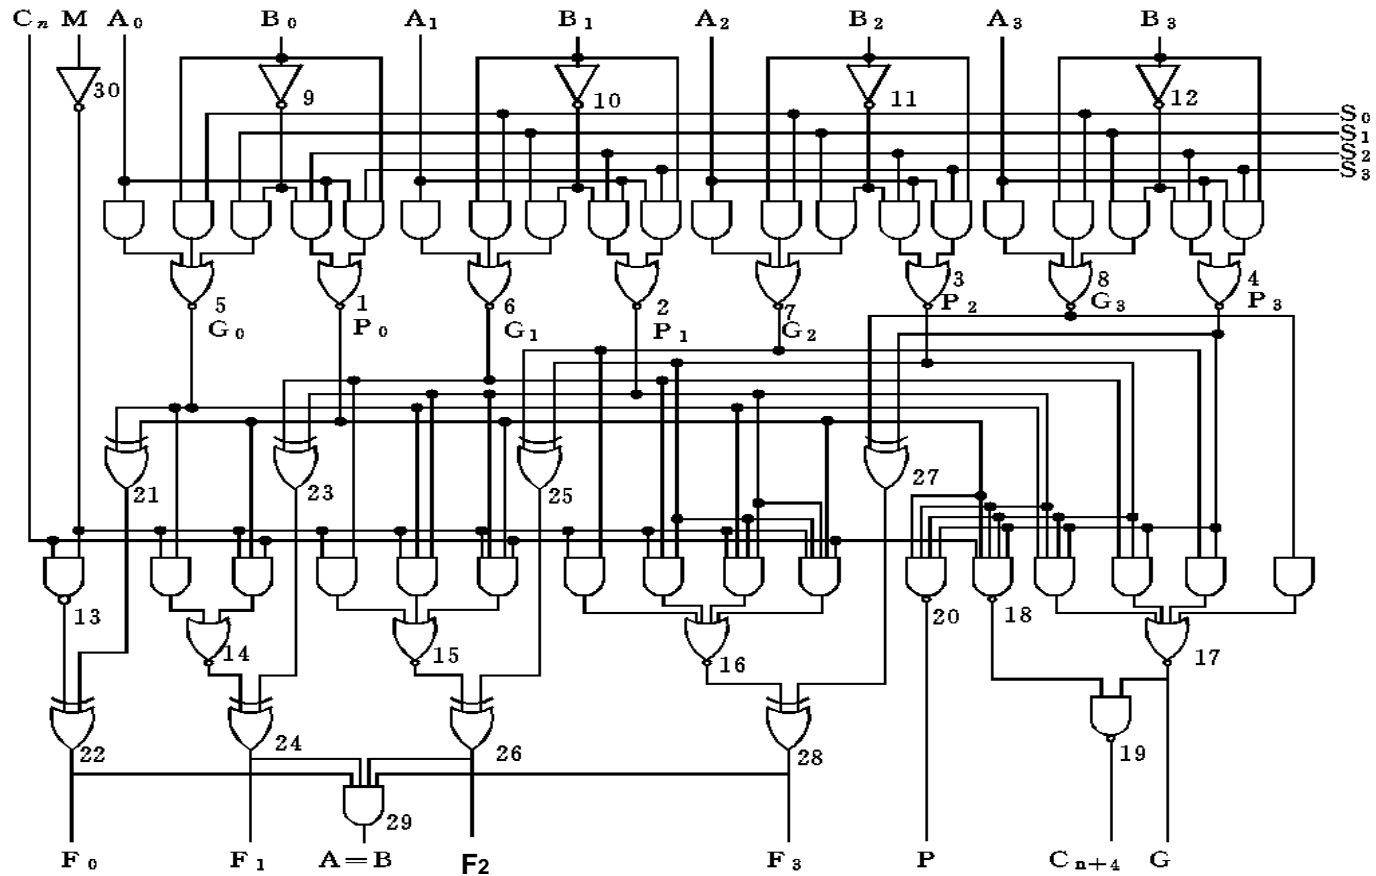 Cn M A0 B0 A1 B1 A2 B2 A3 B3
30 9 10 11 12
S0
S1
S2
S3
5 1 6 2 7 3 8 4
G0 P0 G1 P1 G2 P2 G3 P3
21 23 25 27
13 14 15 16 20 18 17
22 24 26 28 19
29
F0 F1 A=B F2 F3 P Cn+4 G